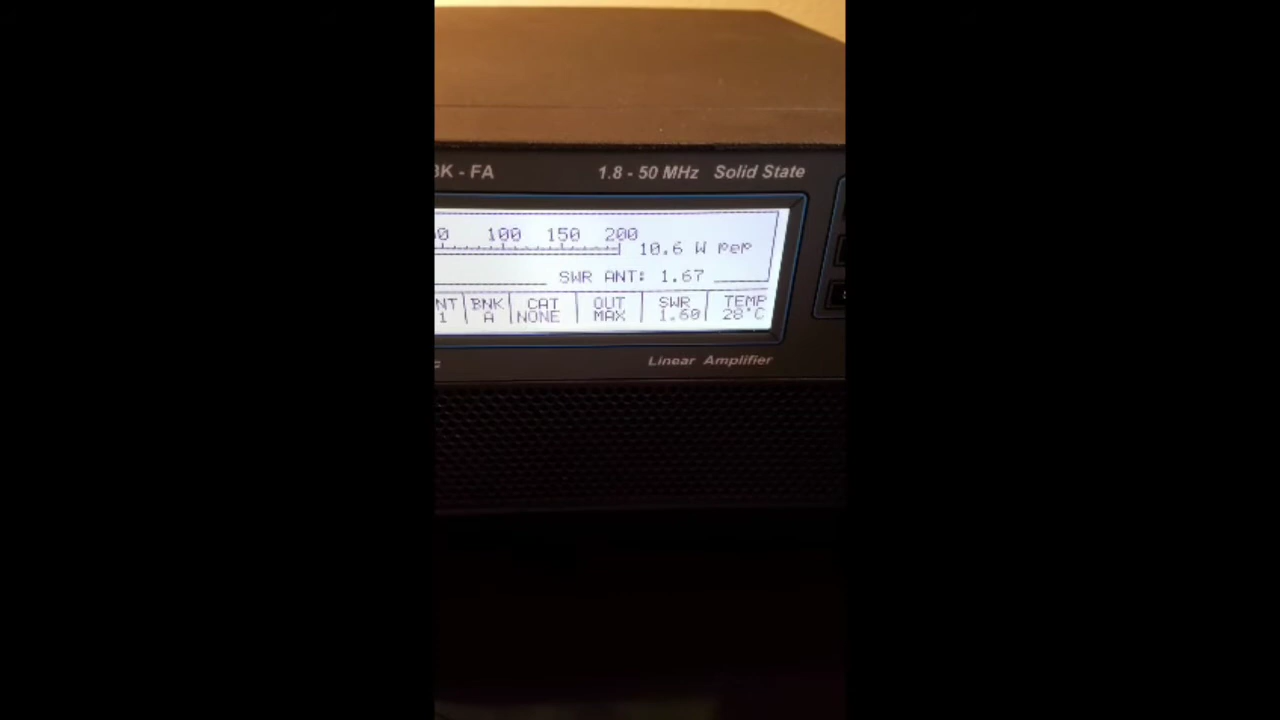 K - FA 1.8 - 50 MHz Solid State
0 100 150 200
10.6 W pep
SWR ANT: 1.67
NT BNK CAT OUT SWR TEMP
1 A NONE MAX 1.60 28°C
c Linear Amplifier